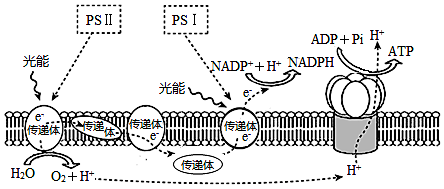 PSⅡ
PSⅠ
光能
光能
NADP⁺ + H⁺
NADPH
ADP + Pi
H⁺
ATP
e⁻
传递体
传递体
传递体
传递体
e⁻
传递体
e⁻
H₂O
O₂ + H⁺
H⁺